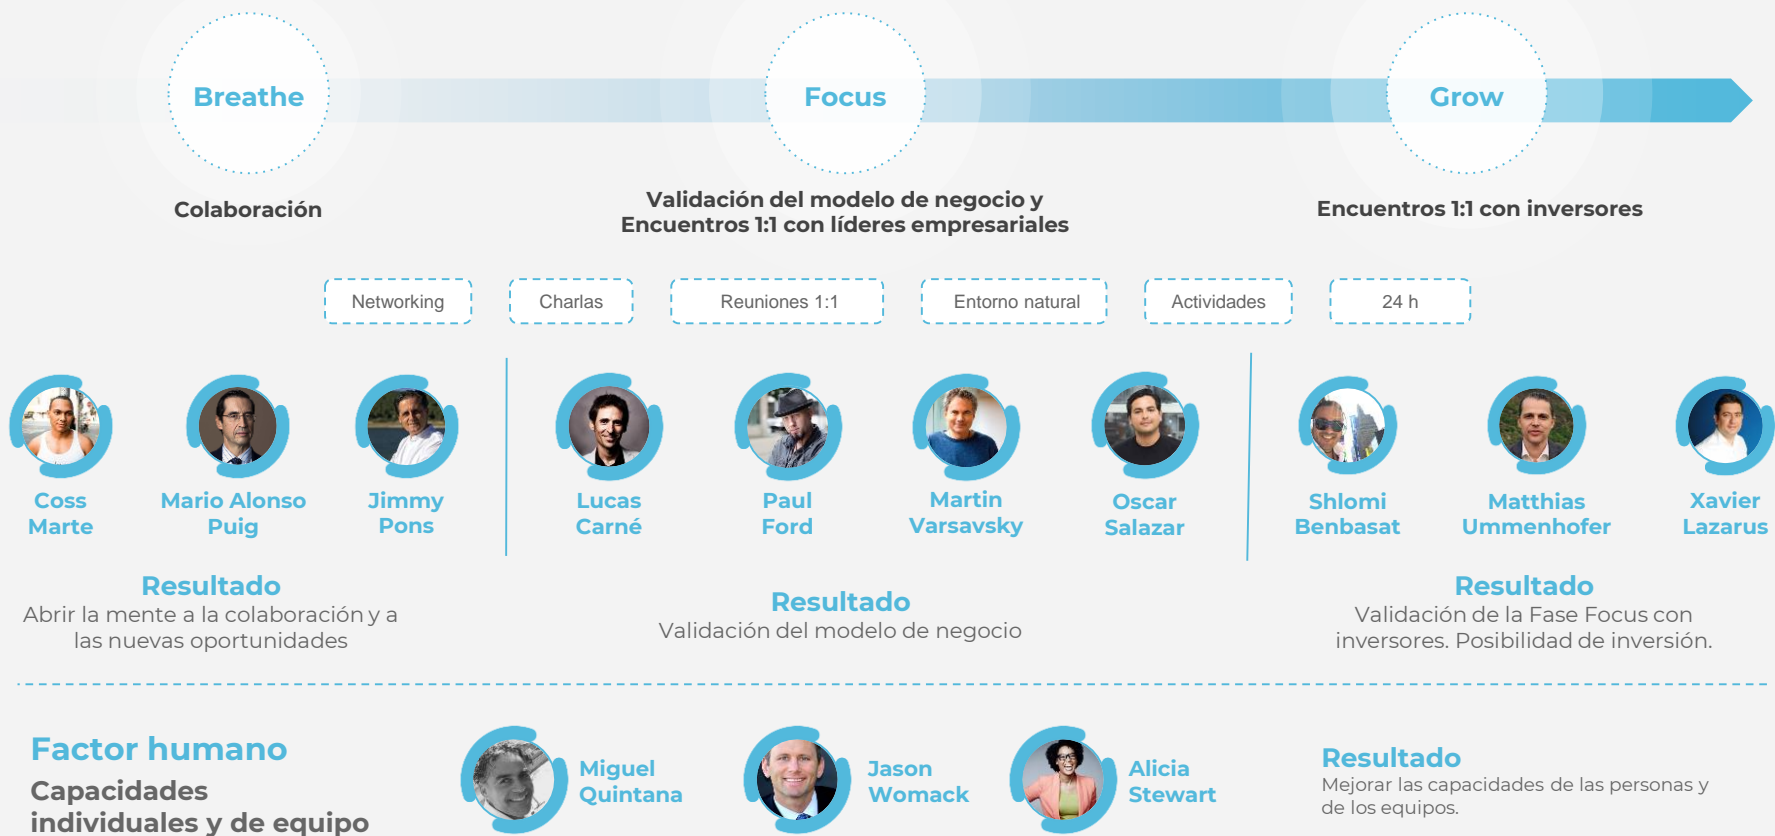 Breathe
Focus
Grow
Colaboración
Validación del modelo de negocio y
Encuentros 1:1 con líderes empresariales
Encuentros 1:1 con inversores
Networking
Charlas
Reuniones 1:1
Entorno natural
Actividades
24 h
Coss
Marte
Mario Alonso
Puig
Jimmy
Pons
Lucas
Carné
Paul
Ford
Martin
Varsavsky
Oscar
Salazar
Shlomi
Benbasat
Matthias
Ummenhofer
Xavier
Lazarus
Resultado
Abrir la mente a la colaboración y a
las nuevas oportunidades
Resultado
Validación del modelo de negocio
Resultado
Validación de la Fase Focus con
inversores. Posibilidad de inversión.
Factor humano
Capacidades
individuales y de equipo
Miguel
Quintana
Jason
Womack
Alicia
Stewart
Resultado
Mejorar las capacidades de las personas y
de los equipos.